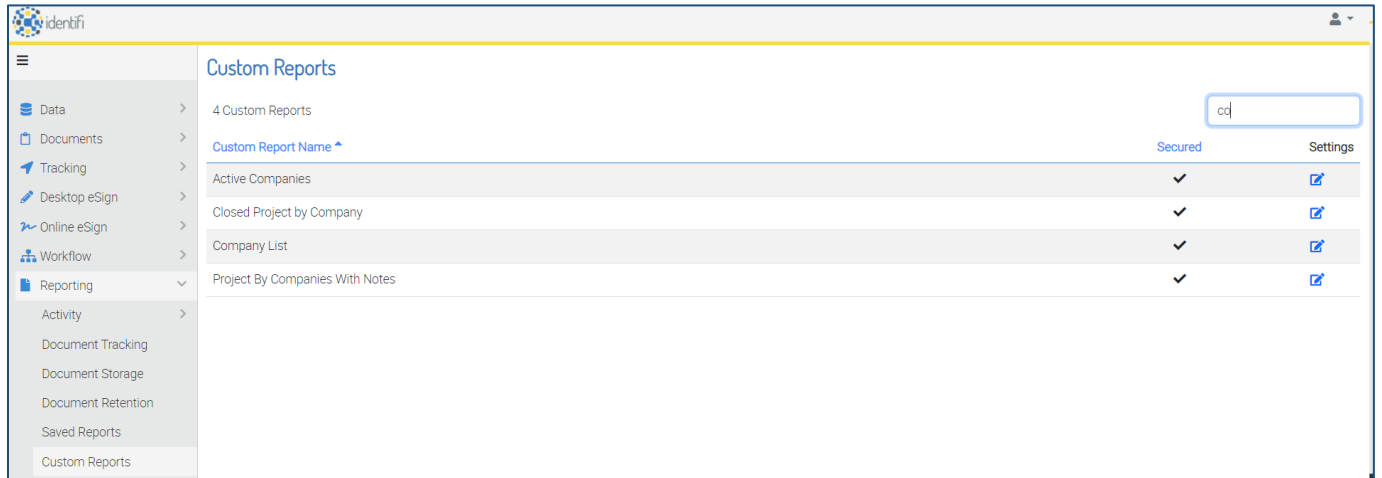 identifi
Custom Reports
Data
4 Custom Reports
co
Documents
Custom Report Name Secured Settings
Tracking
Active Companies
Desktop eSign
Closed Project by Company
Online eSign
Company List
Workflow
Project By Companies With Notes
Reporting
Activity
Document Tracking
Document Storage
Document Retention
Saved Reports
Custom Reports